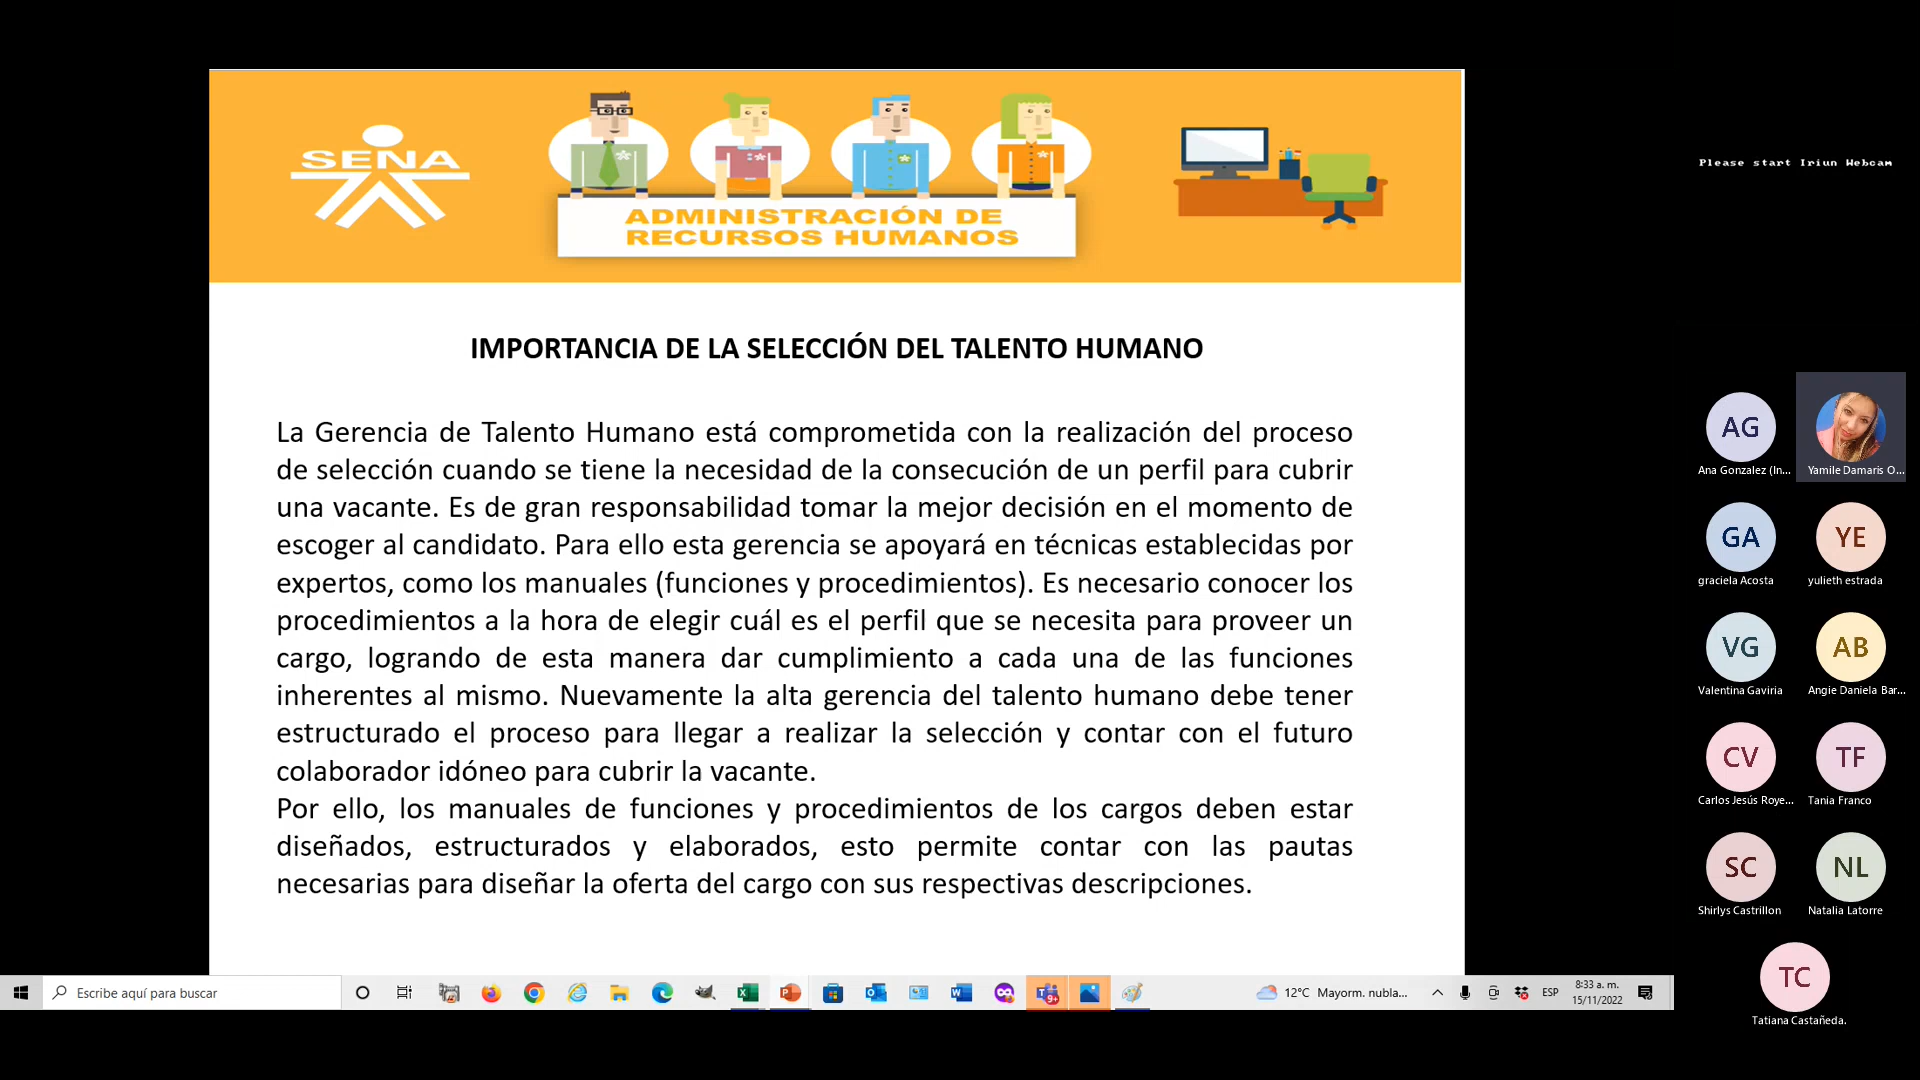 SENA
ADMINISTRACIÓN DE
RECURSOS HUMANOS
IMPORTANCIA DE LA SELECCIÓN DEL TALENTO HUMANO
La Gerencia de Talento Humano está comprometida con la realización del proceso
de selección cuando se tiene la necesidad de la consecución de un perfil para cubrir
una vacante. Es de gran responsabilidad tomar la mejor decisión en el momento de
escoger al candidato. Para ello esta gerencia se apoyará en técnicas establecidas por
expertos, como los manuales (funciones y procedimientos). Es necesario conocer los
procedimientos a la hora de elegir cuál es el perfil que se necesita para proveer un
cargo, logrando de esta manera dar cumplimiento a cada una de las funciones
inherentes al mismo. Nuevamente la alta gerencia del talento humano debe tener
estructurado el proceso para llegar a realizar la selección y contar con el futuro
colaborador idóneo para cubrir la vacante.
Por ello, los manuales de funciones y procedimientos de los cargos deben estar
diseñados, estructurados y elaborados, esto permite contar con las pautas
necesarias para diseñar la oferta del cargo con sus respectivas descripciones.
Please start Iriun Webcam
AG
Ana Gonzalez (In...
Yamile Damaris O...
GA
YE
graciela Acosta
yulieth estrada
VG
AB
Valentina Gaviria
Angie Daniela Bar...
CV
TF
Carlos Jesús Roye...
Tania Franco
SC
NL
Shirlys Castrillon
Natalia Latorre
TC
Tatiana Castañeda.
Escribe aquí para buscar
9+
12°C Mayorm. nubla...
ESP
8:33 a. m.
15/11/2022